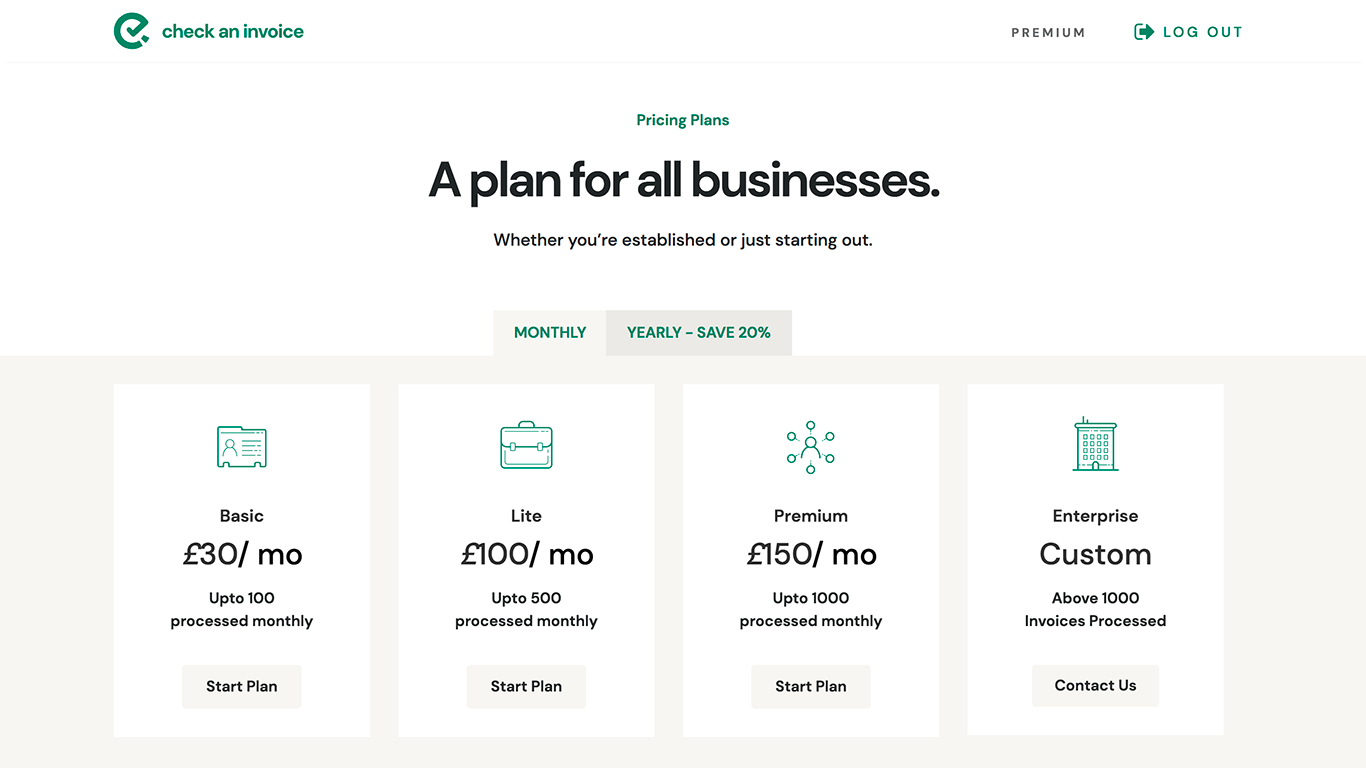 check an invoice
PREMIUM
LOG OUT
Pricing Plans
A plan for all businesses.
Whether you’re established or just starting out.
MONTHLY
YEARLY - SAVE 20%
Basic
£30/ mo
Upto 100
processed monthly
Start Plan
Lite
£100/ mo
Upto 500
processed monthly
Start Plan
Premium
£150/ mo
Upto 1000
processed monthly
Start Plan
Enterprise
Custom
Above 1000
Invoices Processed
Contact Us